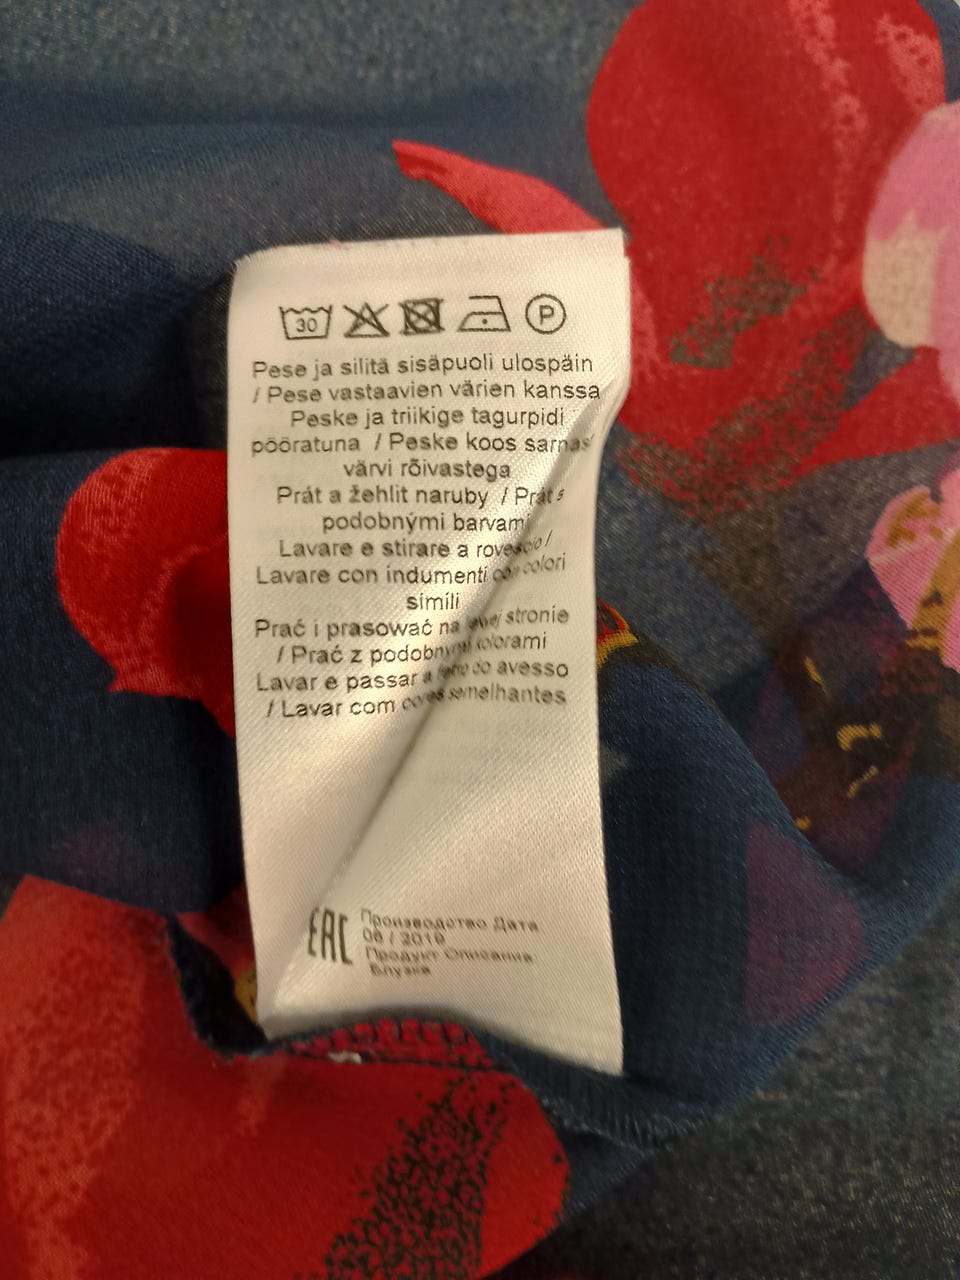 30 P
Pese ja silitä sisäpuoli ulospäin
/ Pese vastaavien värien kanssa
Peske ja triikige tagurpidi
pööratuna / Peske koos sarnas
värvi rõivastega
Prát a žehlit naruby / Prát s
podobnými barvami
Lavare e stirare a rovescio /
Lavare con indumenti con colori
simili
Prać i prasować na lewej stronie
/ Prać z podobnymi kolorami
Lavar e passar a ferro do avesso
/ Lavar com cores semelhantes
EAC
Производство Дата
08 / 2019
Продукт Описание
Блузка